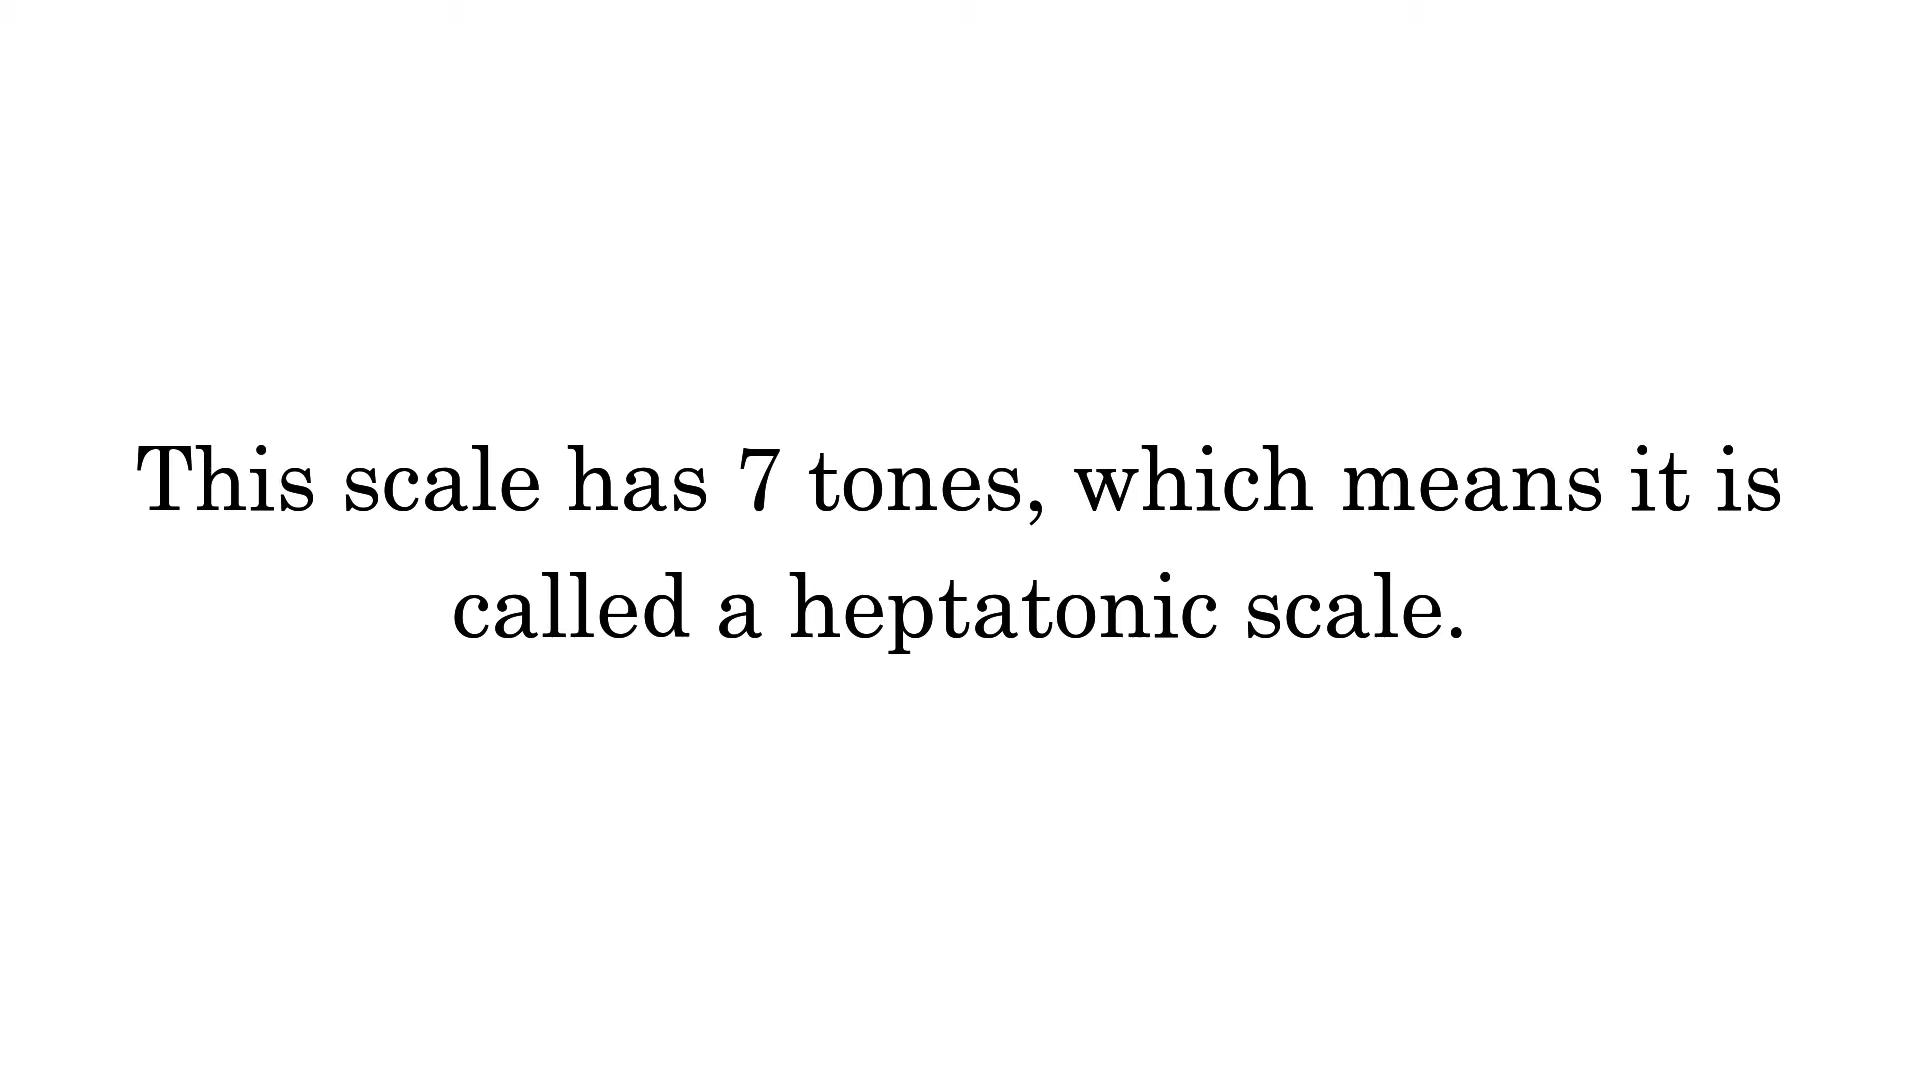 This scale has 7 tones, which means it is
called a heptatonic scale.